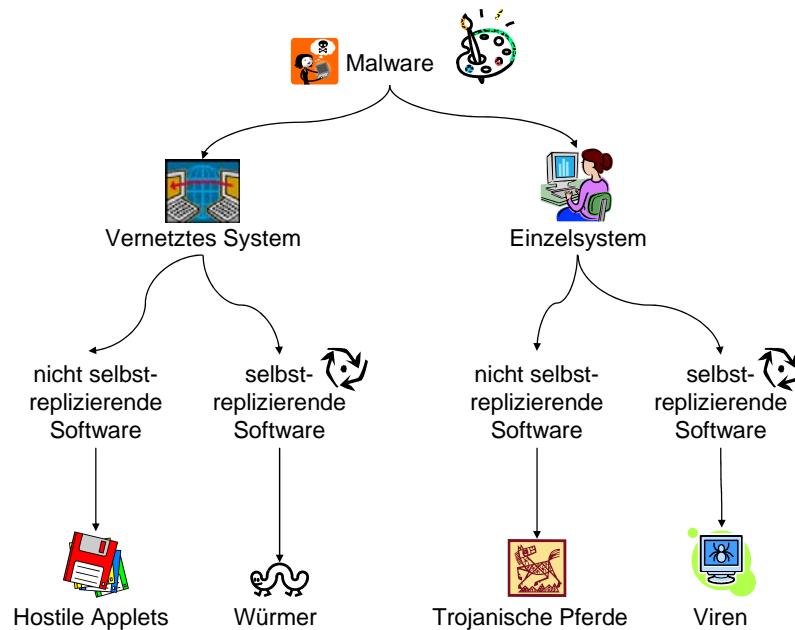 Malware
Vernetztes System
Einzelsystem
nicht selbst-
replizierende
Software
selbst-
replizierende
Software
nicht selbst-
replizierende
Software
selbst-
replizierende
Software
Hostile Applets
Würmer
Trojanische Pferde
Viren